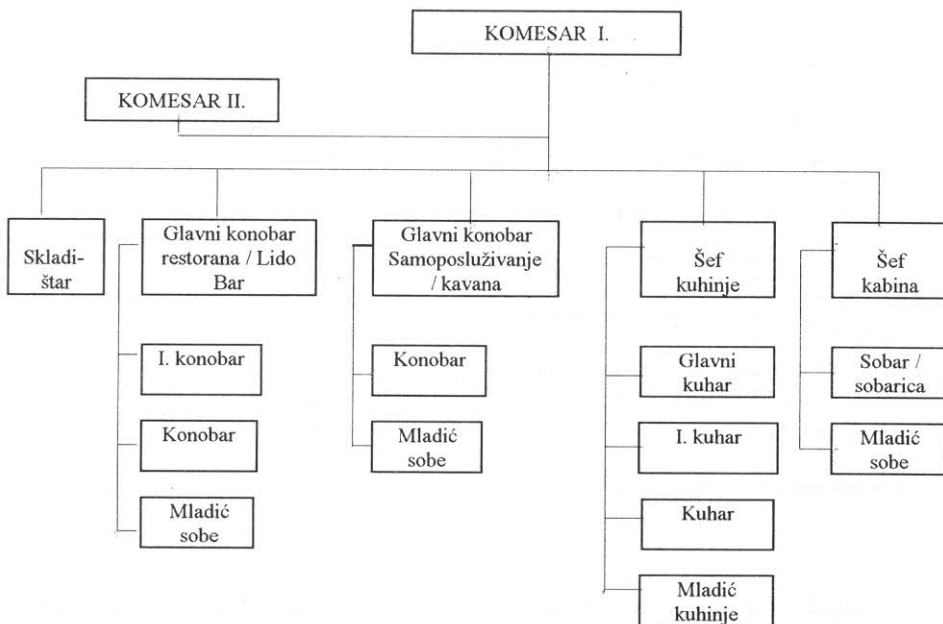 KOMESAR I.
KOMESAR II.
Skladi-
štar
Glavni konobar
restorana / Lido
Bar
I. konobar
Konobar
Mladić
sobe
Glavni konobar
Samoposluživanje
/ kavana
Konobar
Mladić
sobe
Šef
kuhinje
Glavni
kuhar
I. kuhar
Kuhar
Mladić
kuhinje
Šef
kabina
Sobar /
sobarica
Mladić
sobe